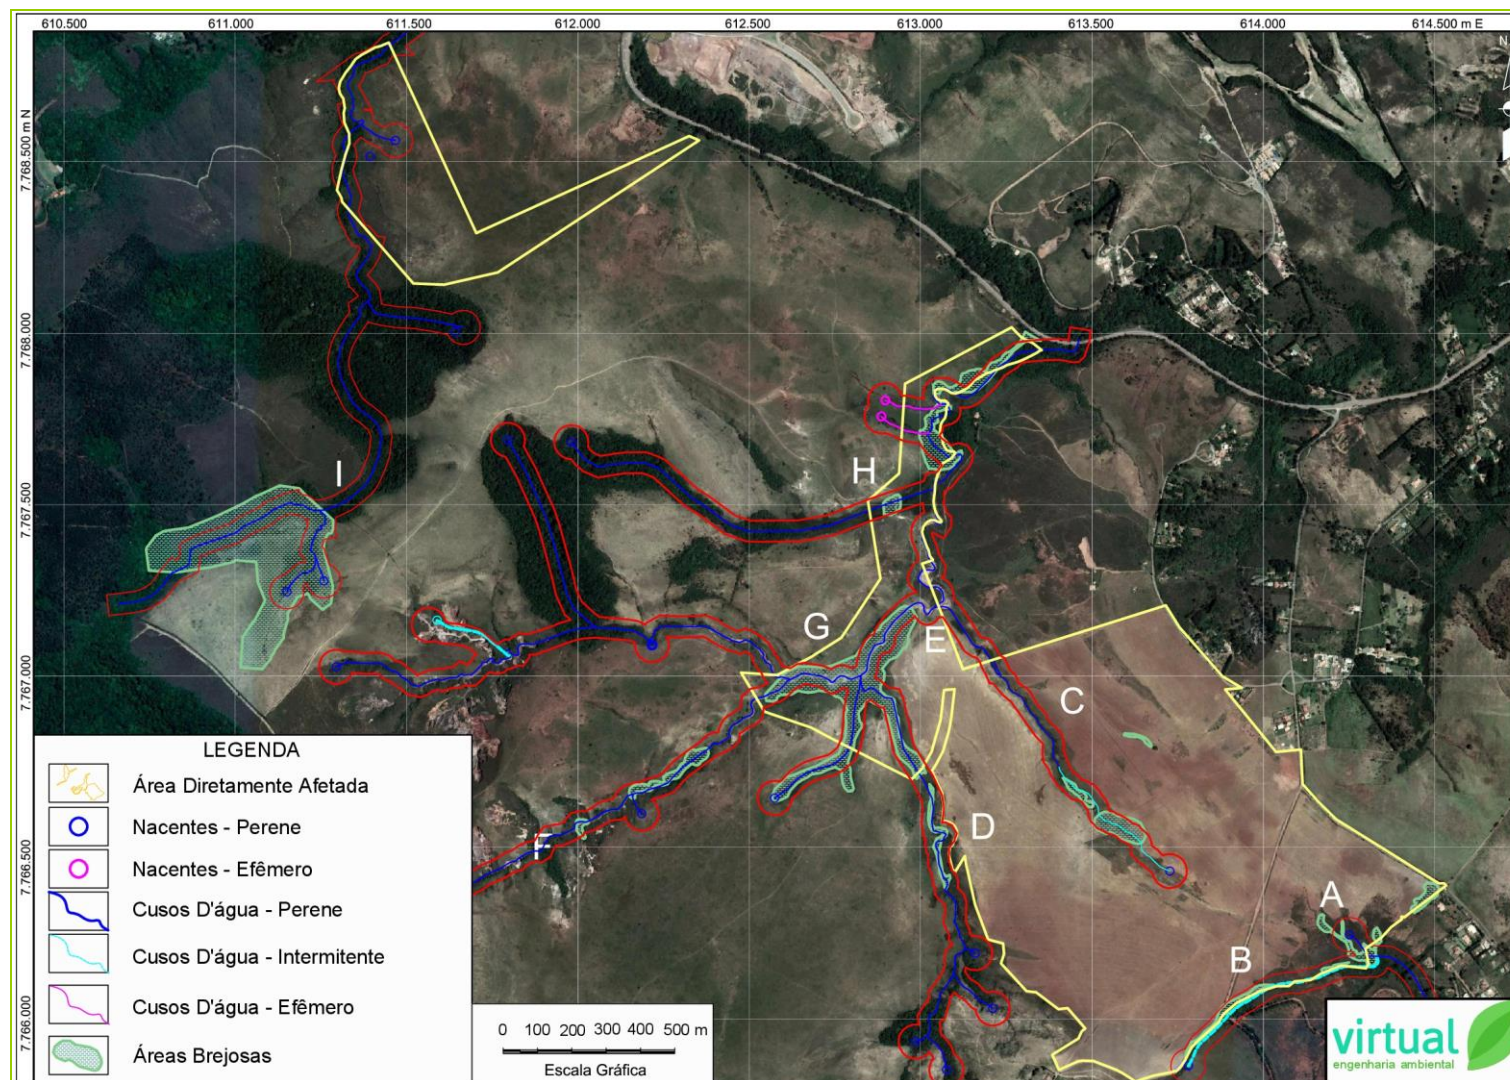 610.500 611.000 611.500 612.000 612.500 613.000 613.500 614.000 614.500 m E
N
7.768.500 m N
7.768.000
7.767.500
7.767.000
7.766.500
7.766.000
I
H
G
E
C
D
F
A
B
LEGENDA
Área Diretamente Afetada
Nacentes - Perene
Nacentes - Efêmero
Cusos D'água - Perene
Cusos D'água - Intermitente
Cusos D'água - Efêmero
Áreas Brejosas
0 100 200 300 400 500 m
Escala Gráfica
virtual
engenharia ambiental